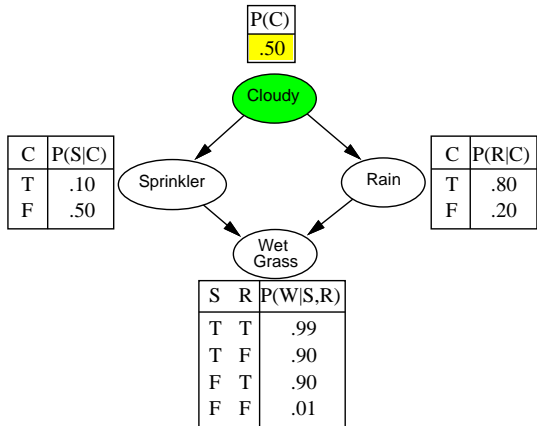 P(C)
.50
Cloudy
C P(S|C)
T .10
F .50
Sprinkler
Rain
C P(R|C)
T .80
F .20
Wet
Grass
S R P(W|S,R)
T T .99
T F .90
F T .90
F F .01